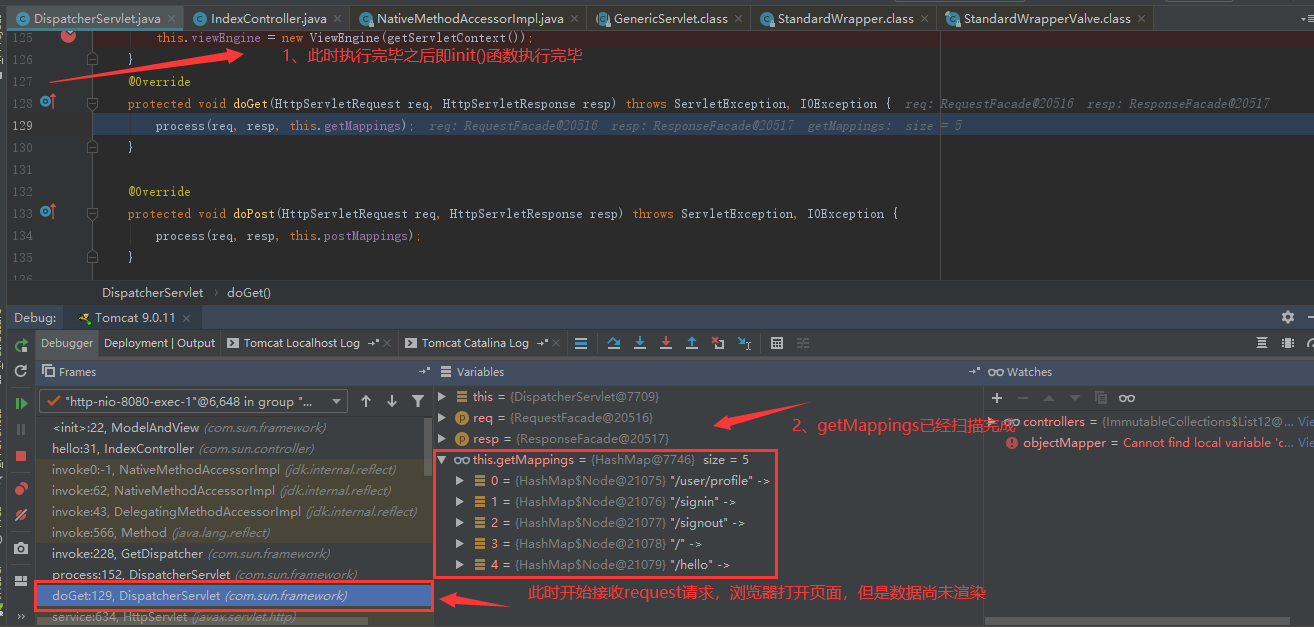 DispatcherServlet.java × IndexController.java × NativeMethodAccessorImpl.java × GenericServlet.class × StandardWrapper.class × StandardWrapperValve.class ×
125 this.viewEngine = new ViewEngine(getServletContext());
126 }
1、此时执行完毕之后即init()函数执行完毕
127 @Override
128 protected void doGet(HttpServletRequest req, HttpServletResponse resp) throws ServletException, IOException { req: RequestFacade@20516 resp: ResponseFacade@20517
129 process(req, resp, this.getMappings); req: RequestFacade@20516 resp: ResponseFacade@20517 getMappings: size = 5
130 }
131
132 @Override
133 protected void doPost(HttpServletRequest req, HttpServletResponse resp) throws ServletException, IOException {
134 process(req, resp, this.postMappings);
135 }
136
DispatcherServlet › doGet()
Debug: Tomcat 9.0.11 ×
Debugger Deployment | Output Tomcat Localhost Log × Tomcat Catalina Log ×
Frames
"http-nio-8080-exec-1"@6,648 in group "...
<init>:22, ModelAndView (com.sun.framework)
hello:31, IndexController (com.sun.controller)
invoke0:-1, NativeMethodAccessorImpl (jdk.internal.reflect)
invoke:62, NativeMethodAccessorImpl (jdk.internal.reflect)
invoke:43, DelegatingMethodAccessorImpl (jdk.internal.reflect)
invoke:566, Method (java.lang.reflect)
invoke:228, GetDispatcher (com.sun.framework)
process:152, DispatcherServlet (com.sun.framework)
doGet:129, DispatcherServlet (com.sun.framework)
service:634, HttpServlet (javax.servlet.http)
Variables
this = {DispatcherServlet@7709}
req = {RequestFacade@20516}
resp = {ResponseFacade@20517}
2、getMappings已经扫描完成
this.getMappings = {HashMap@7746} size = 5
0 = {HashMap$Node@21075} "/user/profile" ->
1 = {HashMap$Node@21076} "/signin" ->
2 = {HashMap$Node@21077} "/signout" ->
3 = {HashMap$Node@21078} "/" ->
4 = {HashMap$Node@21079} "/hello" ->
此时开始接收request请求，浏览器打开页面，但是数据尚未渲染
Watches
controllers = {ImmutableCollections$List12@... Vie
objectMapper = Cannot find local variable 'c... Vie